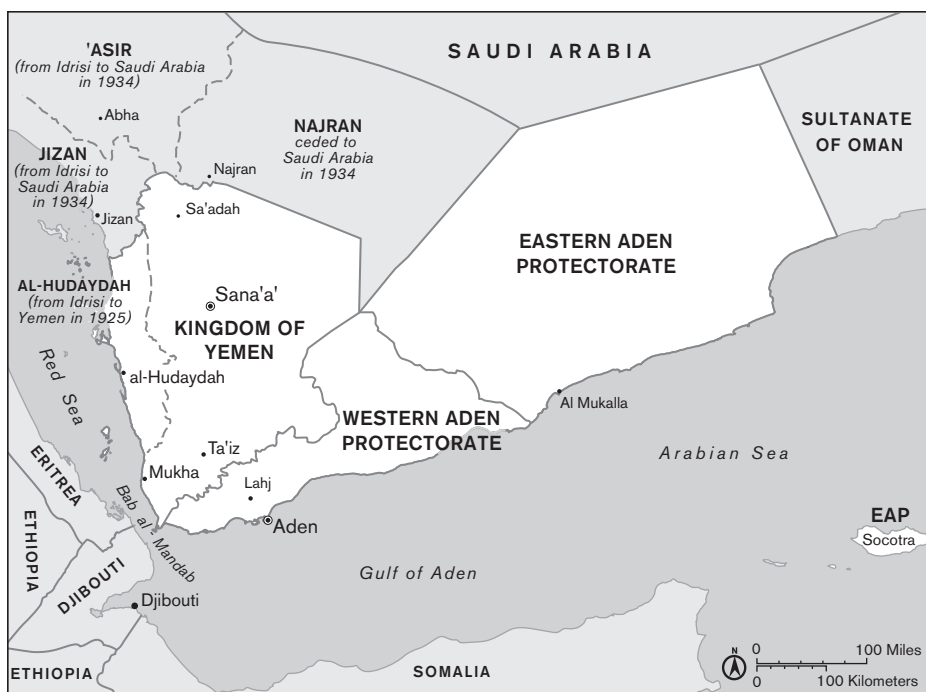 'ASIR
(from Idrisi to Saudi Arabia
in 1934)
SAUDI ARABIA
Abha
SULTANATE
OF OMAN
NAJRAN
ceded to
Saudi Arabia
in 1934
JIZAN
(from Idrisi to
Saudi Arabia
in 1934)
Najran
Jizan
Sa'adah
EASTERN ADEN
PROTECTORATE
AL-HUDAYDAH
(from Idrisi to
Yemen in 1925)
Sana'a'
KINGDOM OF
YEMEN
Red Sea
al-Hudaydah
Al Mukalla
WESTERN ADEN
PROTECTORATE
Ta'iz
Arabian Sea
Mukha
Lahj
ERITREA
Aden
EAP
Socotra
Bab al-Mandab
ETHIOPIA
DJIBOUTI
Gulf of Aden
Djibouti
ETHIOPIA
SOMALIA
N
0 100 Miles
0 100 Kilometers